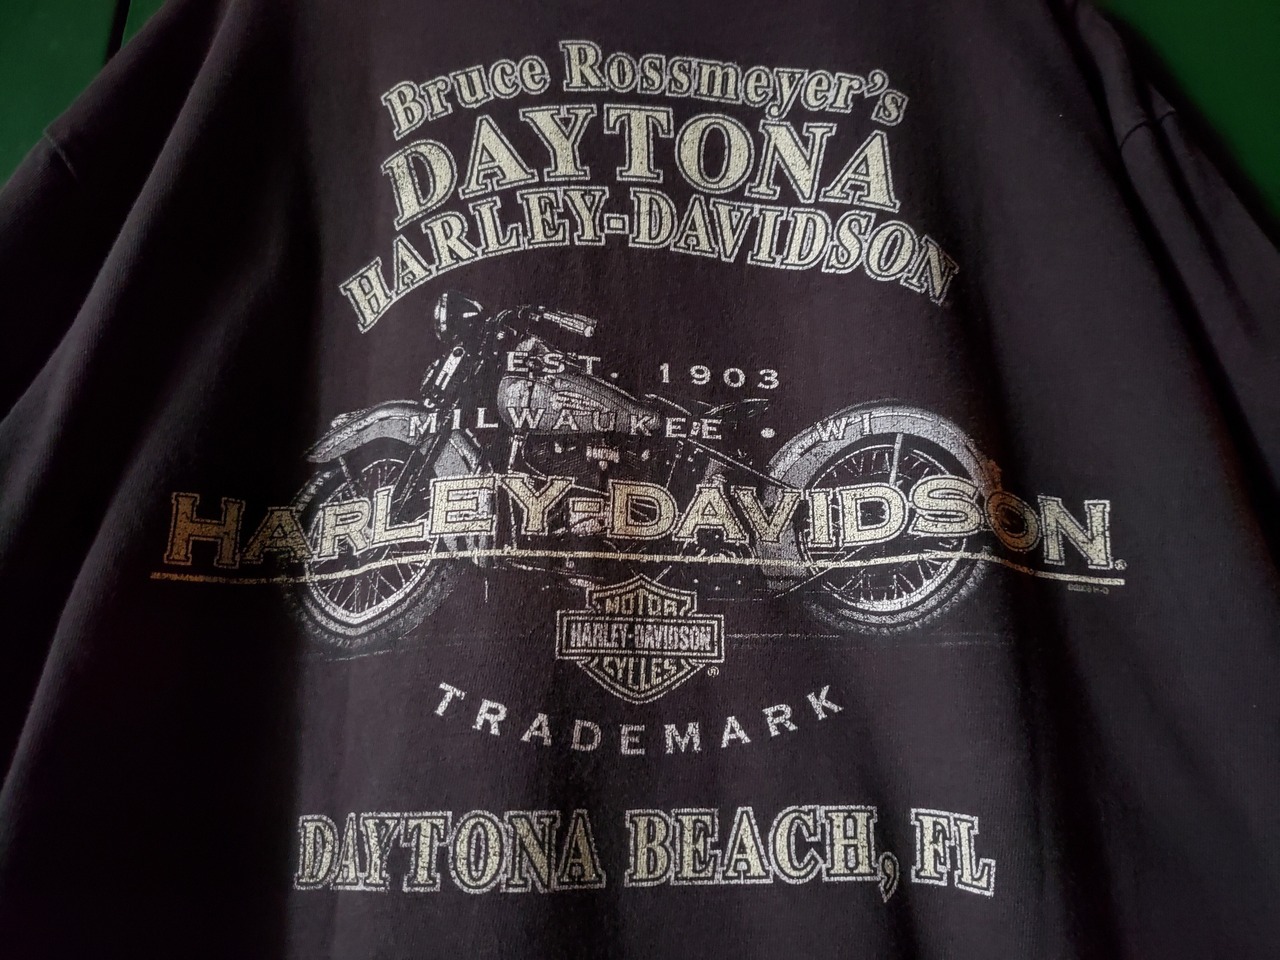 Bruce Rossmeyer's
DAYTONA
HARLEY-DAVIDSON
EST. 1903
MILWAUKEE • WI
HARLEY-DAVIDSON®
MOTOR
HARLEY-DAVIDSON
CYCLES®
TRADEMARK
DAYTONA BEACH, FL